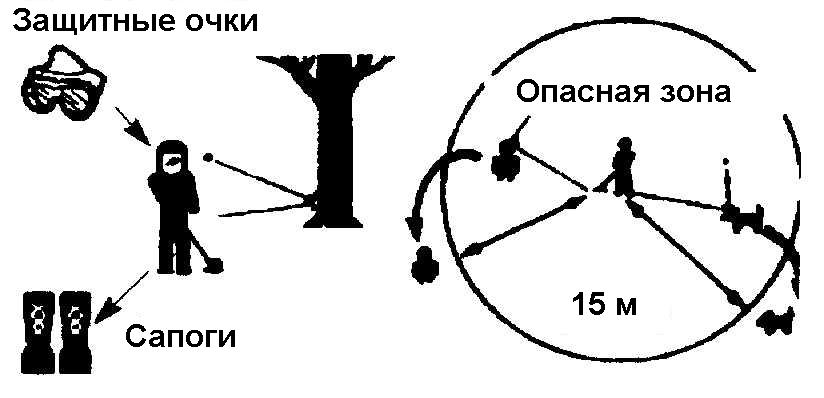 Защитные очки
Опасная зона
15 м
Сапоги